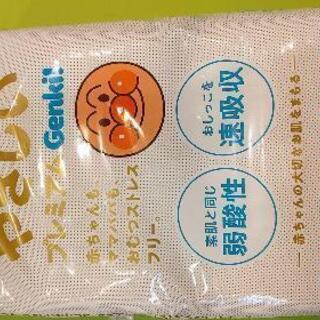 やさしい
プレミアム Genki!
赤ちゃんも
ママパパも
おむつストレス
フリー。
おしっこを
速吸収
素肌と同じ
弱酸性
赤ちゃんの大切なお肌をまもる